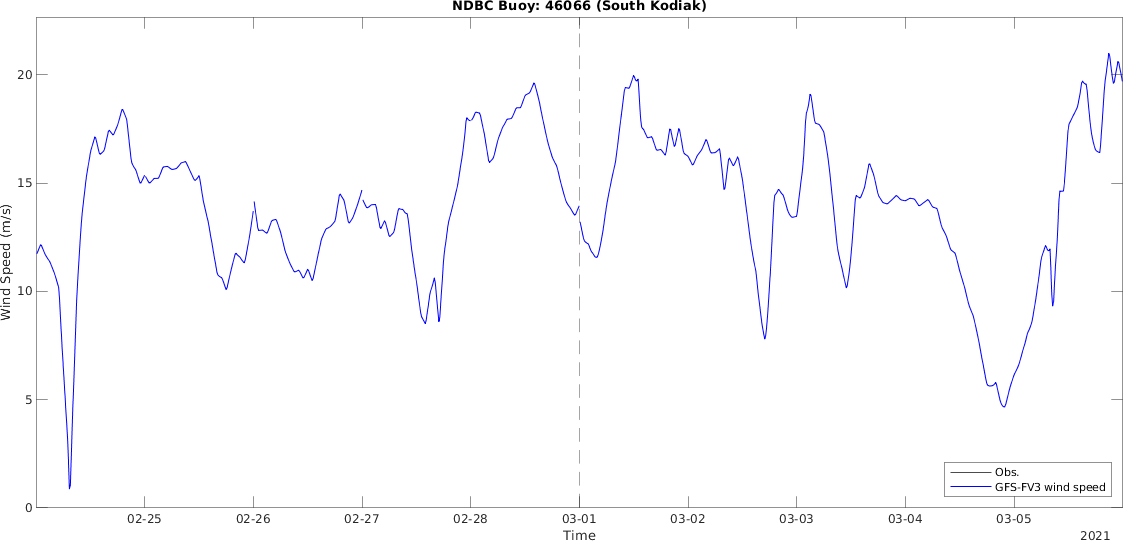 NDBC Buoy: 46066 (South Kodiak)
Wind Speed (m/s)
20
15
10
5
0
Obs.
GFS-FV3 wind speed
02-25 02-26 02-27 02-28 03-01 03-02 03-03 03-04 03-05
Time
2021